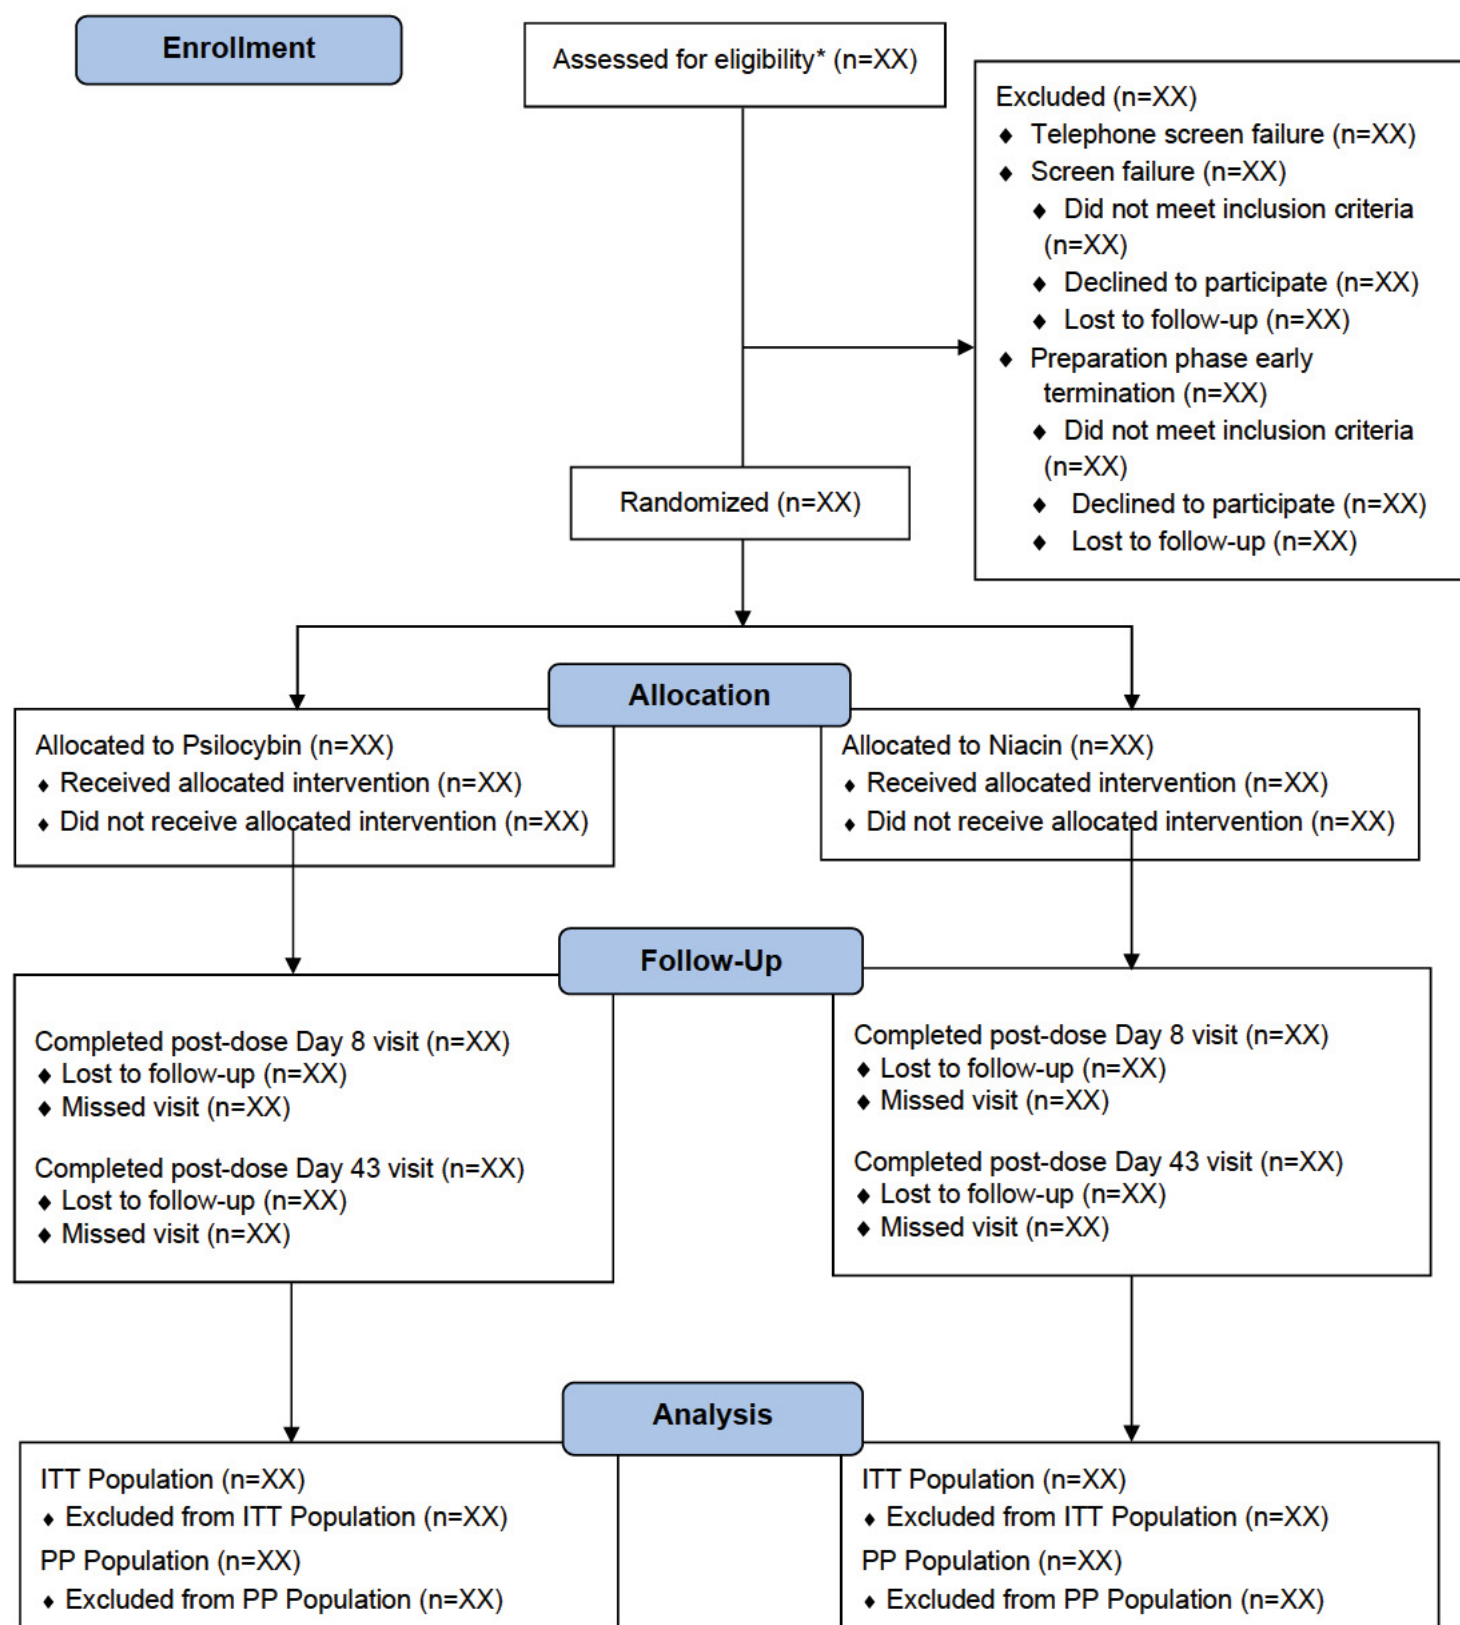 Enrollment
Assessed for eligibility* (n=XX)
Excluded (n=XX)
♦ Telephone screen failure (n=XX)
♦ Screen failure (n=XX)
♦ Did not meet inclusion criteria
(n=XX)
♦ Declined to participate (n=XX)
♦ Lost to follow-up (n=XX)
♦ Preparation phase early
termination (n=XX)
♦ Did not meet inclusion criteria
(n=XX)
♦ Declined to participate (n=XX)
♦ Lost to follow-up (n=XX)
Randomized (n=XX)
Allocation
Allocated to Psilocybin (n=XX)
♦ Received allocated intervention (n=XX)
♦ Did not receive allocated intervention (n=XX)
Allocated to Niacin (n=XX)
♦ Received allocated intervention (n=XX)
♦ Did not receive allocated intervention (n=XX)
Follow-Up
Completed post-dose Day 8 visit (n=XX)
♦ Lost to follow-up (n=XX)
♦ Missed visit (n=XX)
Completed post-dose Day 43 visit (n=XX)
♦ Lost to follow-up (n=XX)
♦ Missed visit (n=XX)
Completed post-dose Day 8 visit (n=XX)
♦ Lost to follow-up (n=XX)
♦ Missed visit (n=XX)
Completed post-dose Day 43 visit (n=XX)
♦ Lost to follow-up (n=XX)
♦ Missed visit (n=XX)
Analysis
ITT Population (n=XX)
♦ Excluded from ITT Population (n=XX)
PP Population (n=XX)
♦ Excluded from PP Population (n=XX)
ITT Population (n=XX)
♦ Excluded from ITT Population (n=XX)
PP Population (n=XX)
♦ Excluded from PP Population (n=XX)